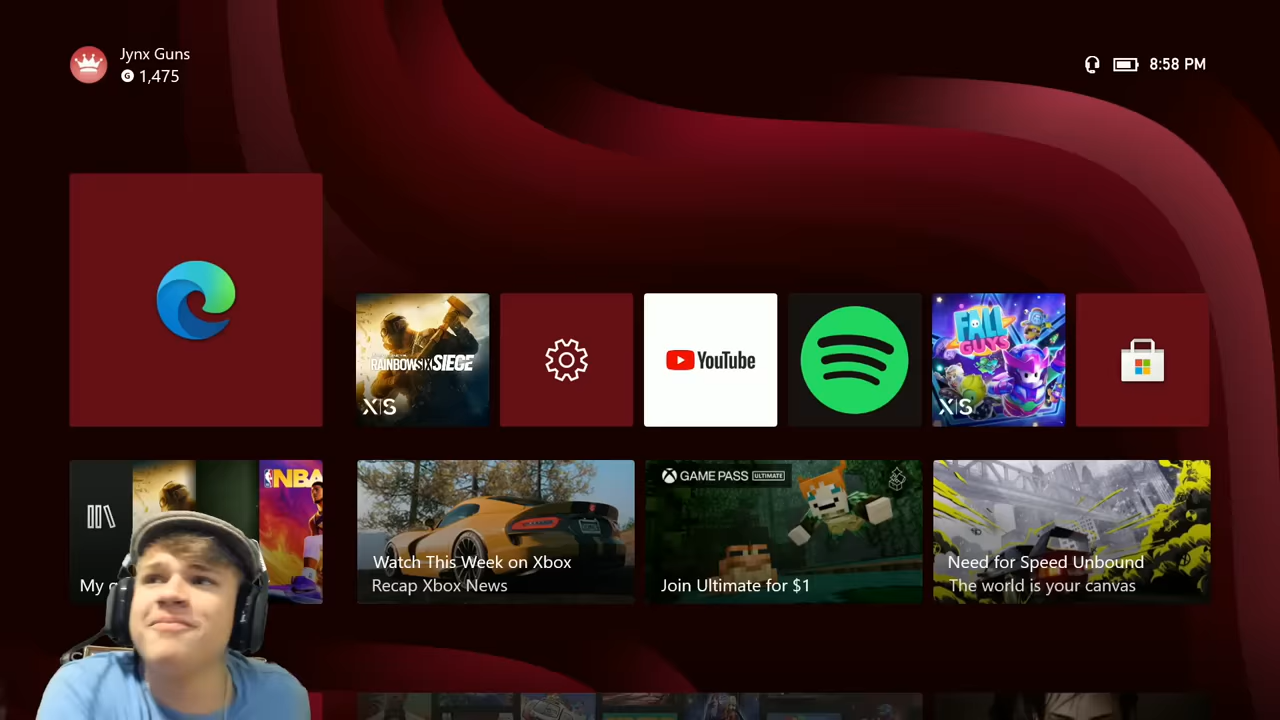 Jynx Guns
G 1,475
8:58 PM
RAINBOW SIX SIEGE
X|S
YouTube
FALL
GUYS
X|S
NBA
My
Watch This Week on Xbox
Recap Xbox News
GAME PASS ULTIMATE
Join Ultimate for $1
Need for Speed Unbound
The world is your canvas